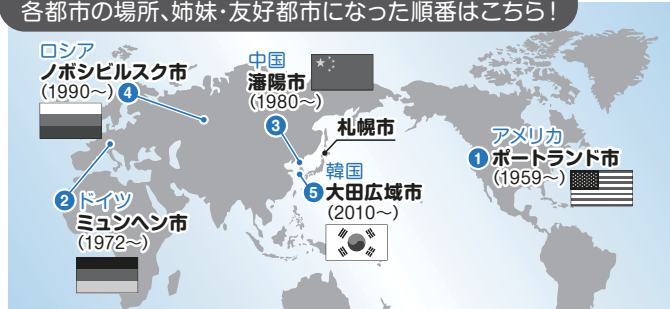 各都市の場所、姉妹・友好都市になった順番はこちら！
ロシア
ノボシビルスク市
(1990～) 4
中国
瀋陽市
(1980～)
3
札幌市
アメリカ
1 ポートランド市
(1959～)
韓国
5 大田広域市
(2010～)
2 ドイツ
ミュンヘン市
(1972～)